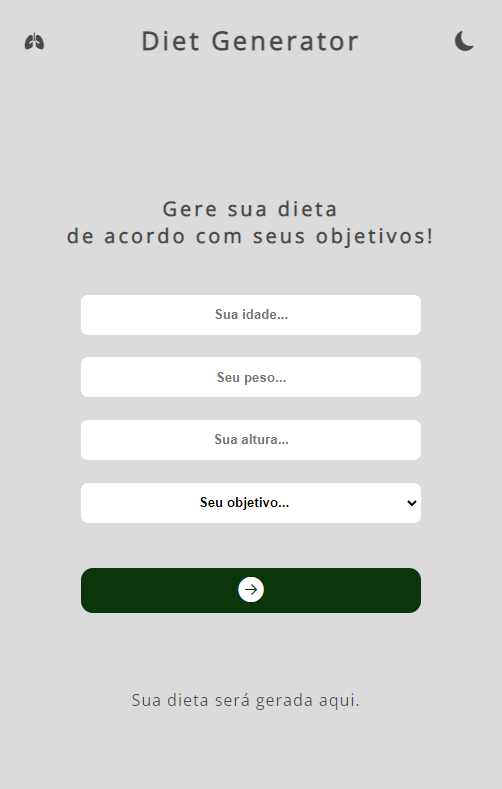 Diet Generator
Gere sua dieta
de acordo com seus objetivos!
Sua idade...
Seu peso...
Sua altura...
Seu objetivo...
Sua dieta será gerada aqui.